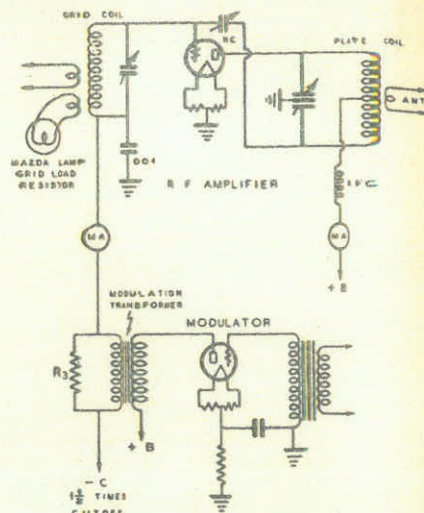 GRID COIL
NC
PLATE COIL
ANT
MAZDA LAMP
GRID LOAD
RESISTOR
.001
R F AMPLIFIER
RFC
MA
MA
+ B
MODULATION
TRANSFORMER
MODULATOR
R3
+ B
- C
1½ TIMES
CUTOFF